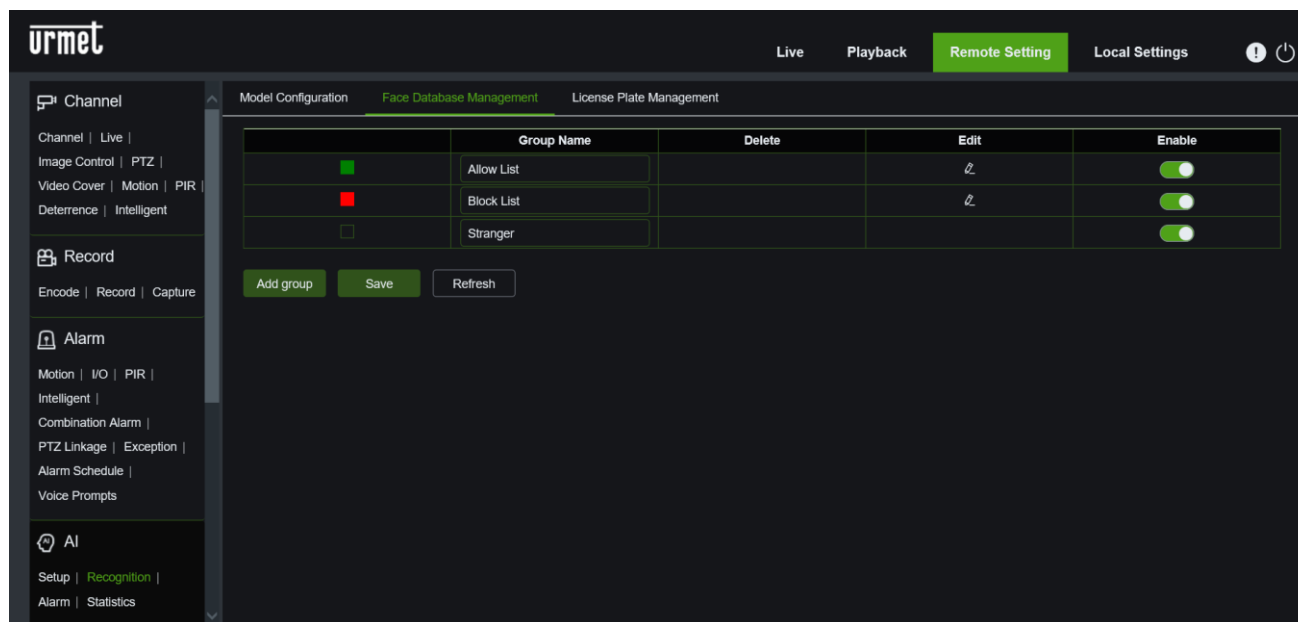 urmet
Live Playback Remote Setting Local Settings
Channel
Channel | Live |
Image Control | PTZ |
Video Cover | Motion | PIR |
Deterrence | Intelligent
Record
Encode | Record | Capture
Alarm
Motion | I/O | PIR |
Intelligent |
Combination Alarm |
PTZ Linkage | Exception |
Alarm Schedule |
Voice Prompts
AI
Setup | Recognition |
Alarm | Statistics
Model Configuration Face Database Management License Plate Management
Group Name Delete Edit Enable
Allow List
Block List
Stranger
Add group Save Refresh